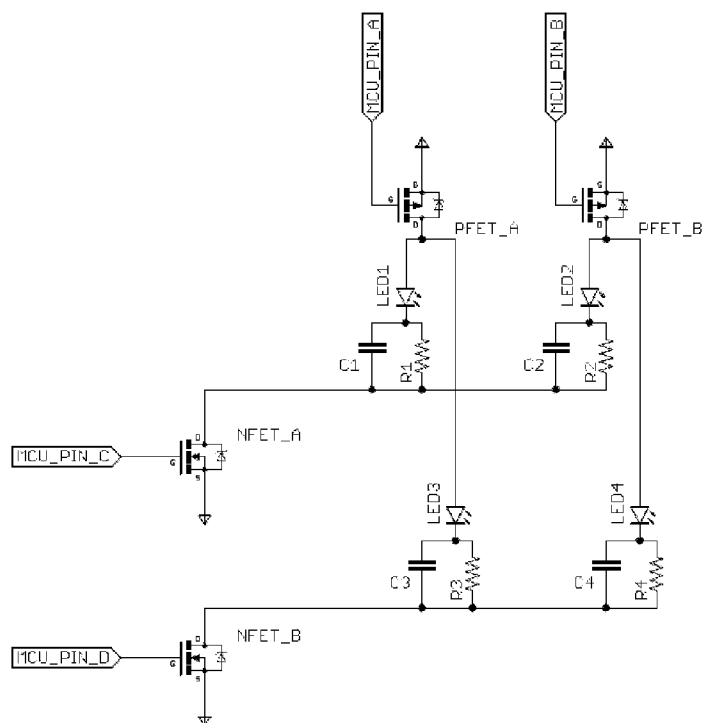 MCU_PIN_A
MCU_PIN_B
G
D
PFET_A
G
D
PFET_B
LED1
LED2
C1
R1
C2
R2
MCU_PIN_C
D
G
S
NFET_A
LED3
LED4
C3
R3
C4
R4
MCU_PIN_D
D
G
S
NFET_B